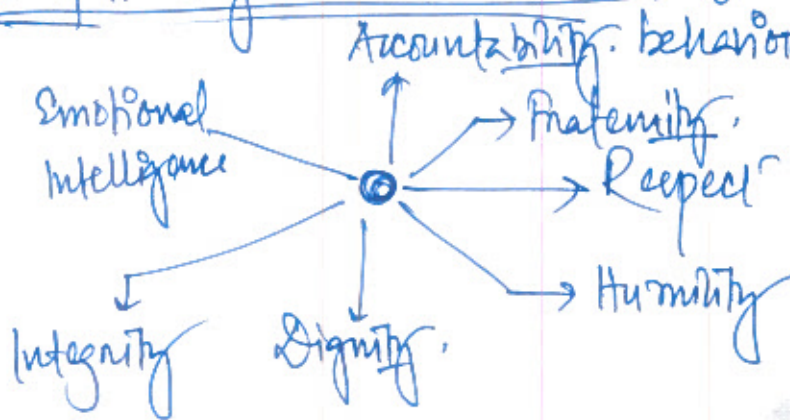 Accountability. behavior
Emotional
Intelligence
Fraternity.
Respect
Humility
Integrity
Dignity.